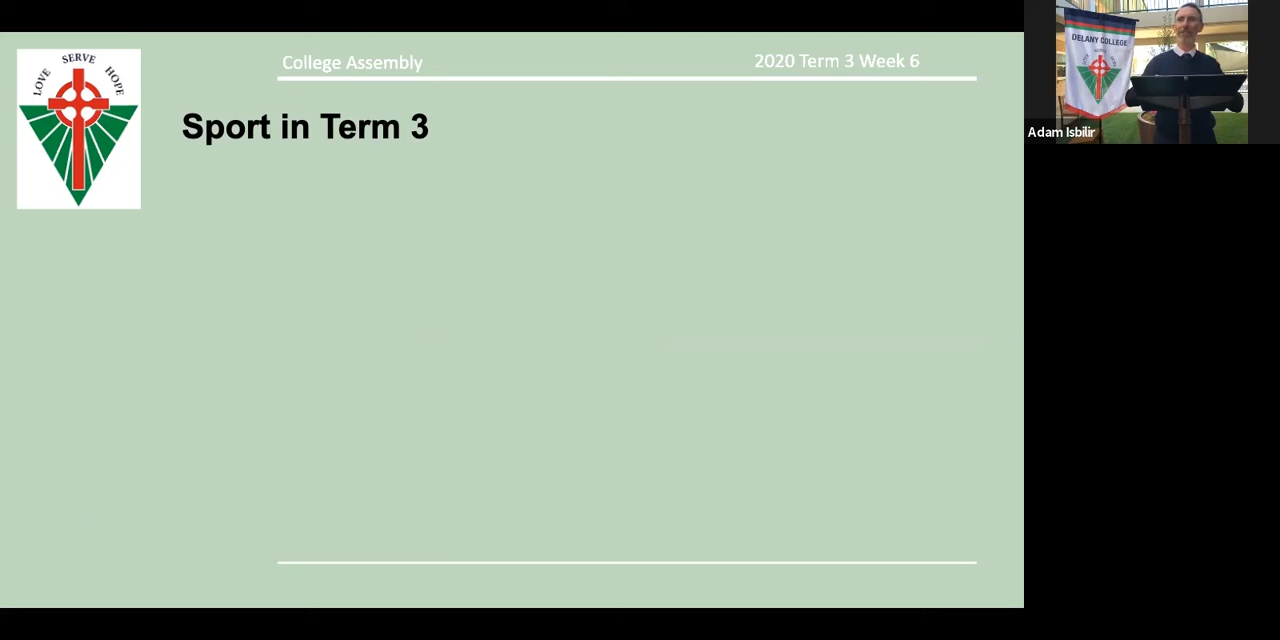 LOVE SERVE HOPE
College Assembly
2020 Term 3 Week 6
Sport in Term 3
DELANY COLLEGE
Adam Isbilir